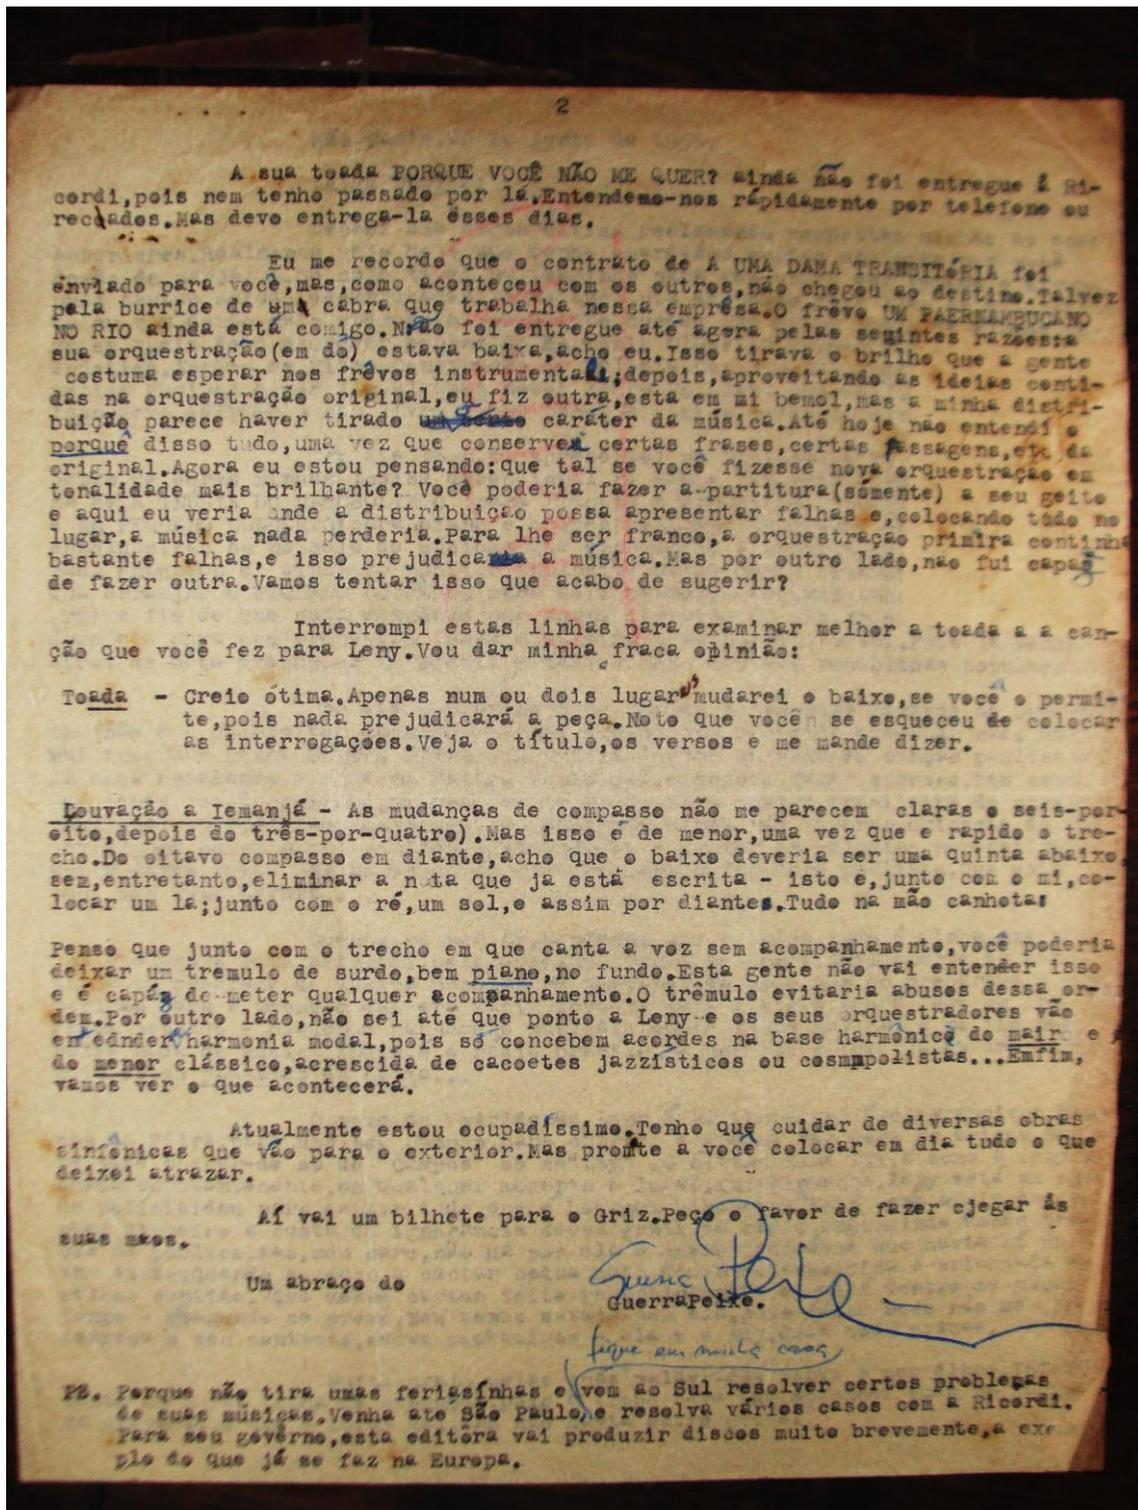 2
A sua toada PORQUE VOCÊ NÃO ME QUER? ainda não foi entregue á Ri-
cordi,pois nem tenho passado por lá.Entendemo-nos rápidamente por telefone ou
recados.Mas devo entrega-la esses dias.
Eu me recordo que o contrato de A UMA DAMA TRANSITÓRIA foi
enviado para você,mas,como aconteceu com os outros,não chegou ao destino.Talvez
pela burrice de uma cabra que trabalha nessa emprêsa.O frêvo UM PAERNAMBUCANO
NO RIO ainda está comigo.Não foi entregue até agora pelas segintes razoes:a
sua orquestração(em dó) estava baixa,acho eu.Isso tirava o brilho que a gente
costuma esperar nos frêvos instrumentais;depois,aproveitando as ideias conti-
das na orquestração original,eu fiz outra,esta em mi bemol,mas a minha distri-
buição parece haver tirado o caráter da música.Até hoje não entendi o
porquê disso tudo,uma vez que conservei certas frases,certas passagens,etc da
original.Agora eu estou pensando:que tal se você fizesse nova orquestração em
tonalidade mais brilhante? Você poderia fazer a partitura(sómente) a seu geito
e aqui eu veria onde a distribuição possa apresentar falhas e,colocando tudo no
lugar,a música nada perderia.Para lhe ser franco,a orquestração primira continha
bastante falhas,e isso prejudica a música.Mas por outro lado,não fui capaz
de fazer outra.Vamos tentar isso que acabo de sugerir?
Interrompi estas linhas para examinar melhor a toada a a can-
ção que você fez para Leny.Vou dar minha fraca opinião:
Toada - Creio ótima.Apenas num ou dois lugares mudarei o baixo,se você o permi-
te,pois nada prejudicará a peça.Noto que você se esqueceu de colocar
as interrogações.Veja o título,os versos e me mande dizer.
Louvação a Iemanjá - As mudanças de compasso não me parecem claras o seis-por-
oito,depois do três-por-quatro).Mas isso é de menor,uma vez que e rapido o tre-
cho.Do oitavo compasso em diante,acho que o baixo deveria ser uma quinta abaixo,
sem,entretanto,eliminar a nota que ja está escrita - isto é,junto com o mi,co-
locar um la;junto com o ré,um sol,e assim por diantes.Tudo na mão canhota:
Penso que junto com o trecho em que canta a voz sem acompanhamento,você poderia
deixar um tremulo de surdo,bem piano,no fundo.Esta gente não vai entender isso
e é capáz de meter qualquer acompanhamento.O trêmulo evitaria abusos dessa or-
dem.Por outro lado,não sei até que ponto a Leny e os seus orquestradores vão
enteднder harmonia modal,pois só concebem acordes na base harmônico do mair e
do menor clássico,acrescida de cacoetes jazzísticos ou cosmmpolistas...Emfim,
vamos ver o que acontecerá.
Atualmente estou ocupadíssimo.Tenho que cuidar de diversas obras
sinfônicas que vão para o exterior.Mas promte a você colocar em dia tudo o que
deixei atrazar.
Aí vai um bilhete para o Griz.Peço o favor de fazer cjegar ás
suas mãos.
Um abraço do
Guerra Peixe
GuerraPeixe.
fique em minha casa,
PS. Porque não tira umas feriasínhas e vem ao Sul resolver certos problemas
de suas músicas.Venha até São Paulo,e resolva vários casos com a Ricordi.
Para seu govêrno,esta editôra vai produzir discos muito brevemente,a exe
plo do que já se faz na Europa.